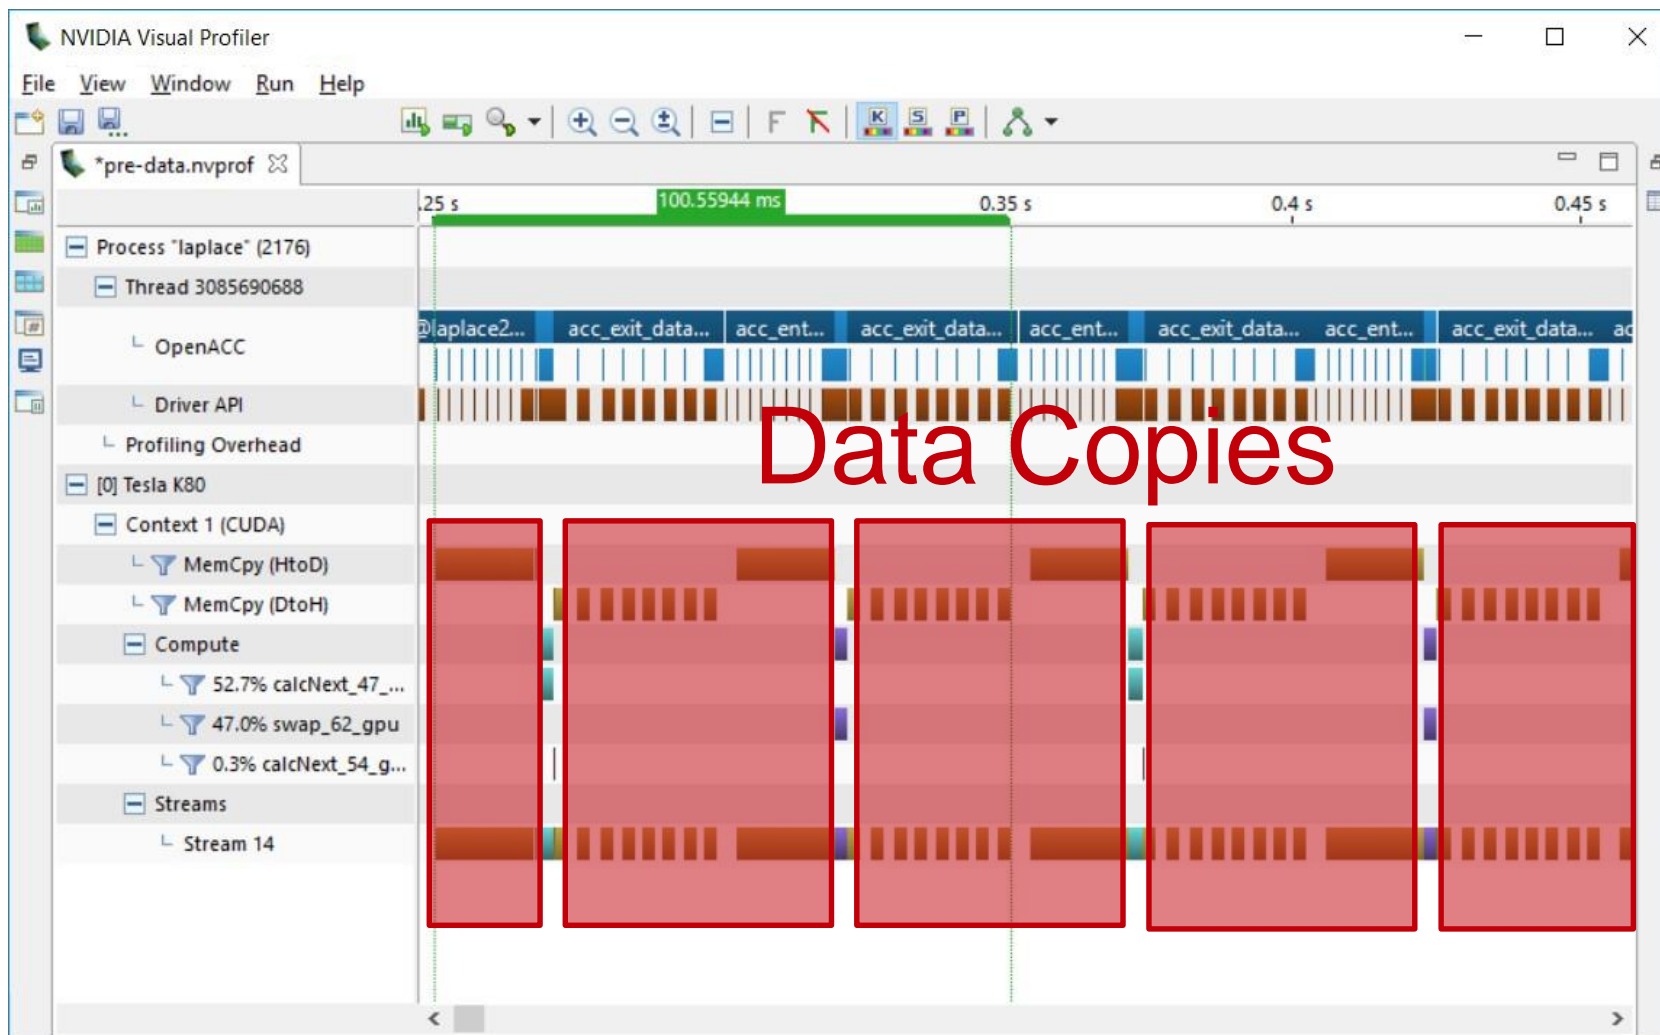 NVIDIA Visual Profiler
File View Window Run Help
K S P
*pre-data.nvprof
.25 s 100.55944 ms 0.35 s 0.4 s 0.45 s
Process "laplace" (2176)
Thread 3085690688
@laplace2... acc_exit_data... acc_ent... acc_exit_data... acc_ent... acc_exit_data... acc_ent... acc_exit_data... ac
OpenACC
Driver API
Data Copies
Profiling Overhead
[0] Tesla K80
Context 1 (CUDA)
MemCpy (HtoD)
MemCpy (DtoH)
Compute
52.7% calcNext_47_...
47.0% swap_62_gpu
0.3% calcNext_54_g...
Streams
Stream 14